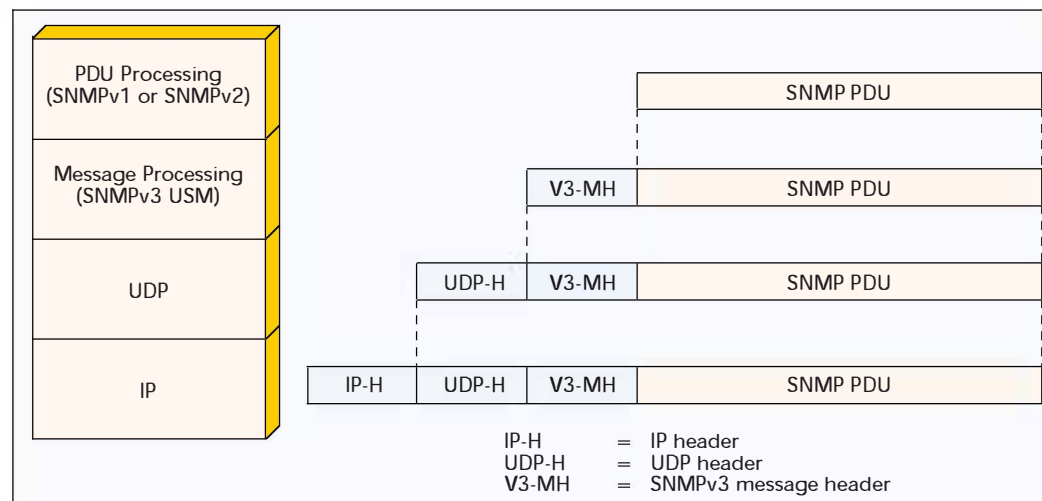 PDU Processing
(SNMPv1 or SNMPv2)
SNMP PDU
Message Processing
(SNMPv3 USM)
V3-MH SNMP PDU
UDP
UDP-H V3-MH SNMP PDU
IP
IP-H UDP-H V3-MH SNMP PDU
IP-H = IP header
UDP-H = UDP header
V3-MH = SNMPv3 message header